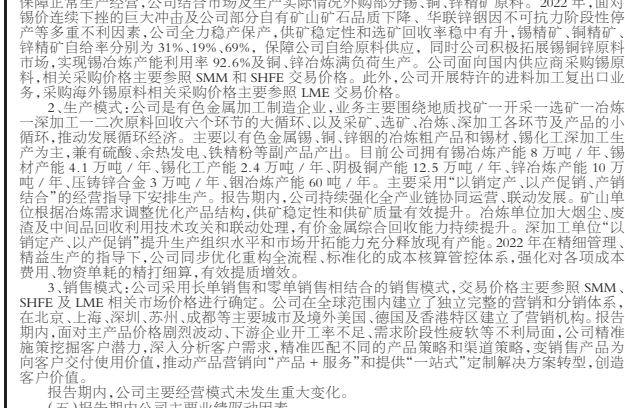 保障正常生产经营,公司结合市场及生产实际情况外购部分锡、铜、锌精矿原料。2022 年,面对
锡价连续下挫的巨大冲击及公司部分自有矿山矿石品质下降、华联锌铟因不可抗力阶段性停
产等多重不利因素,公司全力稳产保产,供矿稳定性和选矿回收率稳中有升,锡精矿、铜精矿、
锌精矿自给率分别为 31%、19%、69%,保障公司自给原料供应,同时公司积极拓展锡铜锌原料
市场,实现锡冶炼产能利用率 92.6%及铜、锌冶炼满负荷生产。公司面向国内供应商采购锡原
料,相关采购价格主要参照 SMM 和 SHFE 交易价格。此外,公司开展特许的进料加工复出口业
务,采购海外锡原料相关采购价格主要参照 LME 交易价格。
2、生产模式:公司是有色金属加工制造企业,业务主要围绕地质找矿一开采一选矿一冶炼
一深加工一二次原料回收六个环节的大循环,以及采矿、选矿、冶炼、深加工各环节及产品的小
循环,推动发展循环经济。主要以有色金属锡、铜、锌铟的冶炼粗产品和锡材、锡化工深加工生
产为主,兼有硫酸、余热发电、铁精粉等副产品产出。目前公司拥有锡冶炼产能 8 万吨 / 年、锡
材产能 4.1 万吨 / 年、锡化工产能 2.4 万吨 / 年、阴极铜产能 12.5 万吨 / 年、锌冶炼产能 10 万
吨 / 年、压铸锌合金 3 万吨 / 年、铟冶炼产能 60 吨 / 年。主要采用“以销定产、以产促销、产销
结合”的经营指导下安排生产。报告期内,公司持续强化全产业链协同运营、联动发展。矿山单
位根据冶炼需求调整优化产品结构,供矿稳定性和供矿质量有效提升。冶炼单位加大烟尘、废
渣及中间品回收利用技术攻关和联动处理,有价金属综合回收能力持续提升。深加工单位“以
销定产、以产促销”提升生产组织水平和市场开拓能力充分释放现有产能。2022 年在精细管理、
精益生产的指导下,公司同步优化重构全流程、标准化的成本核算管控体系,强化对各项成本
费用、物资单耗的精打细算,有效提质增效。
3、销售模式:公司采用长单销售和零单销售相结合的销售模式,交易价格主要参照 SMM、
SHFE 及 LME 相关市场价格进行确定。公司在全球范围内建立了独立完整的营销和分销体系,
在北京、上海、深圳、苏州、成都等主要城市及境外美国、德国及香港特区建立了营销机构。报告
期内,面对主产品价格剧烈波动、下游企业开工率不足、需求阶段性疲软等不利局面,公司精准
施策挖掘客户潜力,深入分析客户需求,精准匹配不同的产品策略和渠道策略,变销售产品为
向客户交付使用价值,推动产品营销向“产品 + 服务”和提供“一站式”定制解决方案转型,创造
客户价值。
报告期内,公司主要经营模式未发生重大变化。
(五)报告期内公司主要业绩驱动因素